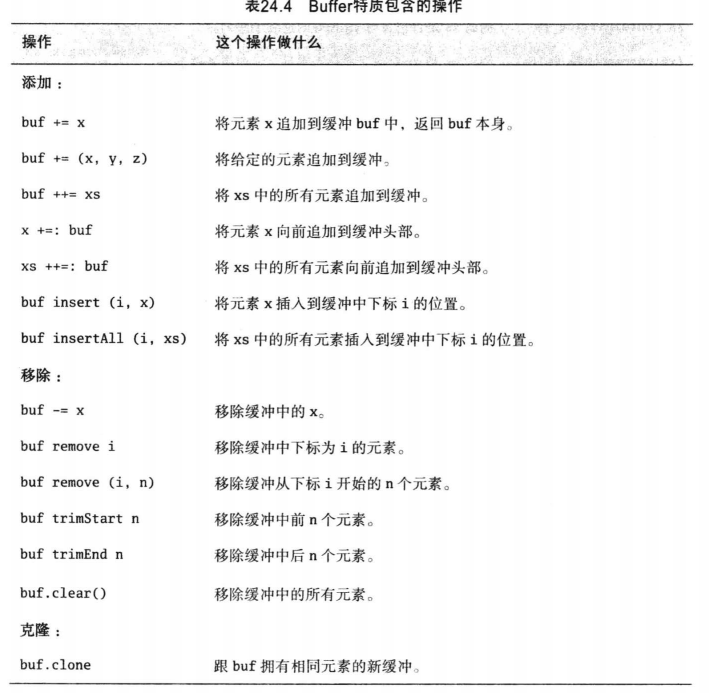 表24.4 Buffer特质包含的操作
操作 这个操作做什么
添加：
buf += x 将元素 x 追加到缓冲 buf 中，返回 buf 本身。
buf += (x, y, z) 将给定的元素追加到缓冲。
buf ++= xs 将 xs 中的所有元素追加到缓冲。
x +=: buf 将元素 x 向前追加到缓冲头部。
xs ++=: buf 将 xs 中的所有元素向前追加到缓冲头部。
buf insert (i, x) 将元素 x 插入到缓冲中下标 i 的位置。
buf insertAll (i, xs) 将 xs 中的所有元素插入到缓冲中下标 i 的位置。
移除：
buf -= x 移除缓冲中的 x。
buf remove i 移除缓冲中下标为 i 的元素。
buf remove (i, n) 移除缓冲从下标 i 开始的 n 个元素。
buf trimStart n 移除缓冲中前 n 个元素。
buf trimEnd n 移除缓冲中后 n 个元素。
buf.clear() 移除缓冲中的所有元素。
克隆：
buf.clone 跟 buf 拥有相同元素的新缓冲。